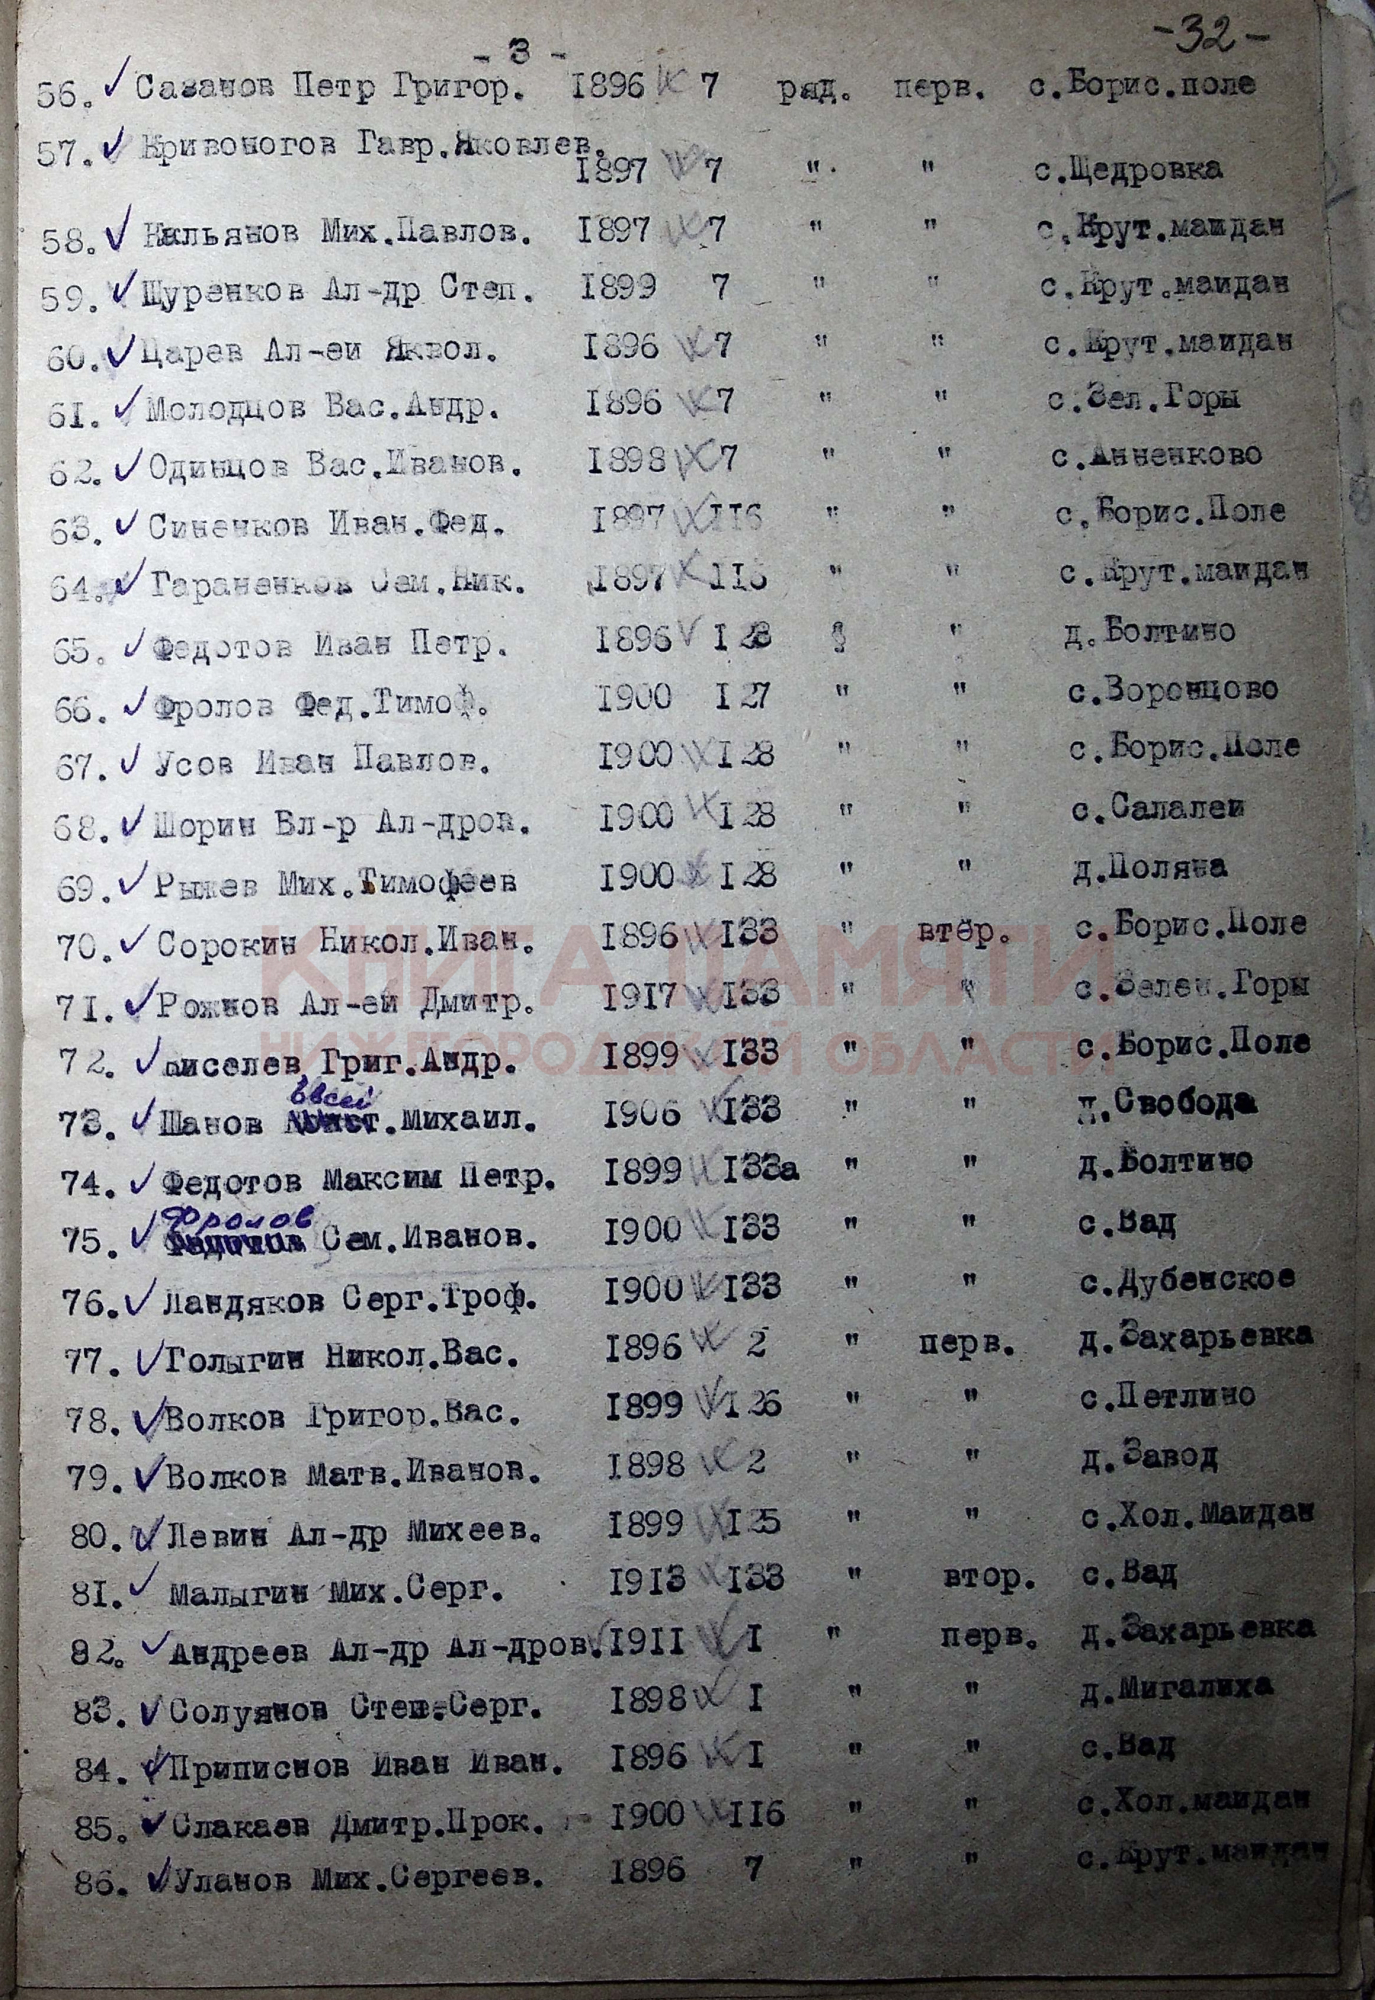 -32-
- 3 -
56. Сазанов Петр Григор. 1896 7 ряд. перв. с.Борис.поле
57. Кривоногов Гавр.Яковлев.
1897 7 " " с.Щедровка
58. Кильянов Мих.Павлов. 1897 7 " " с.Крут.маидан
59. Щуренков Ал-др Степ. 1899 7 " " с.Крут.маидан
60. Царев Ал-еи Яквол. 1896 7 " " с.Крут.маидан
61. Молодцов Вас.Андр. 1896 7 " " с.Зел.Горы
62. Одинцов Вас.Иванов. 1898 7 " " с.Анненково
63. Синенков Иван.Фед. 1897 116 " " с.Борис.Поле
64. Гараненков Сем.Ник. 1897 116 " " с.Крут.маидан
65. Федотов Иван Петр. 1896 128 " д.Болтино
66. Фролов Фед.Тимоф. 1900 127 " " с.Воронцово
67. Усов Иван Павлов. 1900 128 " " с.Борис.Поле
68. Шорин Вл-р Ал-дров. 1900 128 " " с.Салалеи
69. Рыжев Мих.Тимофеев 1900 128 " " д.Поляна
70. Сорокин Никол.Иван. 1896 133 " втор. с.Борис.Поле
КНИГА ПАМЯТИ
71. Рожнов Ал-ей Дмитр. 1917 133 " " с.Зелен.Горы
НИЖЕГОРОДСКОЙ ОБЛАСТИ
72. Киселев Григ.Андр. 1899 133 " " с.Борис.Поле
Евсей
73. Шанов Михаил. 1906 133 " " д.Свобода
74. Федотов Максим Петр. 1899 133а " " д.Болтино
Фролов
75. Федотов Сем.Иванов. 1900 133 " " с.Вад
76. Ландяков Серг.Троф. 1900 133 " " с.Дубенское
77. Голыгин Никол.Вас. 1896 2 " перв. д.Захарьевка
78. Волков Григор.Вас. 1899 126 " " с.Петлино
79. Волков Матв.Иванов. 1898 2 " " д.Завод
80. Левин Ал-др Михеев. 1899 125 " " с.Хол.Маидан
81. Малыгин Мих.Серг. 1913 133 " втор. с.Вад
82. Андреев Ал-др Ал-дров. 1911 1 " перв. д.Захарьевка
83. Солуянов Степ.Серг. 1898 1 " " д.Мигалиха
84. Приписнов Иван Иван. 1896 1 " " с.Вад
85. Слакаев Дмитр.Прок. 1900 116 " " с.Хол.маидан
86. Уланов Мих.Сергеев. 1896 7 " " с.Крут.маидан